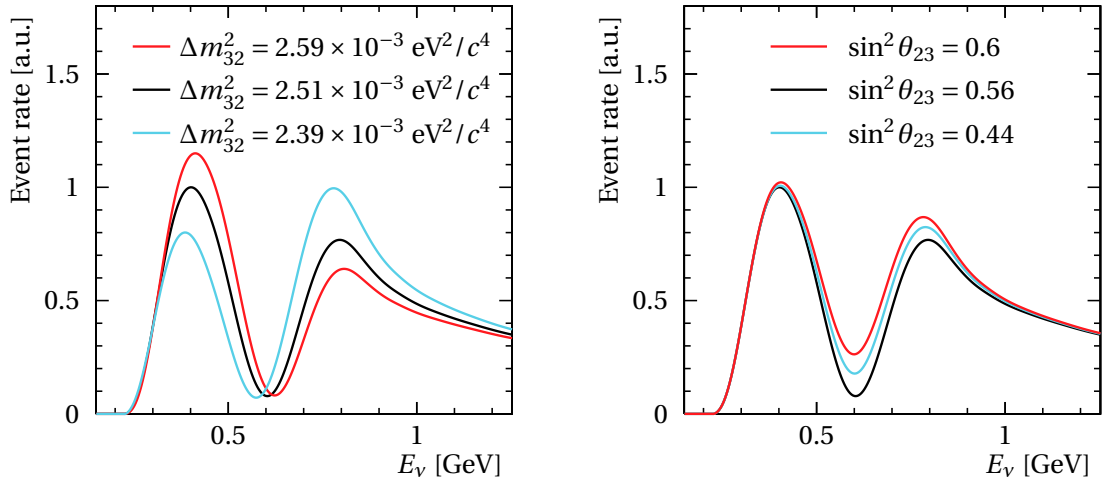 Event rate [a.u.]
Δm²₃₂ = 2.59 × 10⁻³ eV²/c⁴
Δm²₃₂ = 2.51 × 10⁻³ eV²/c⁴
Δm²₃₂ = 2.39 × 10⁻³ eV²/c⁴
1.5
1
0.5
0
0.5
1
Eᵥ [GeV]
Event rate [a.u.]
sin² θ₂₃ = 0.6
sin² θ₂₃ = 0.56
sin² θ₂₃ = 0.44
1.5
1
0.5
0
0.5
1
Eᵥ [GeV]